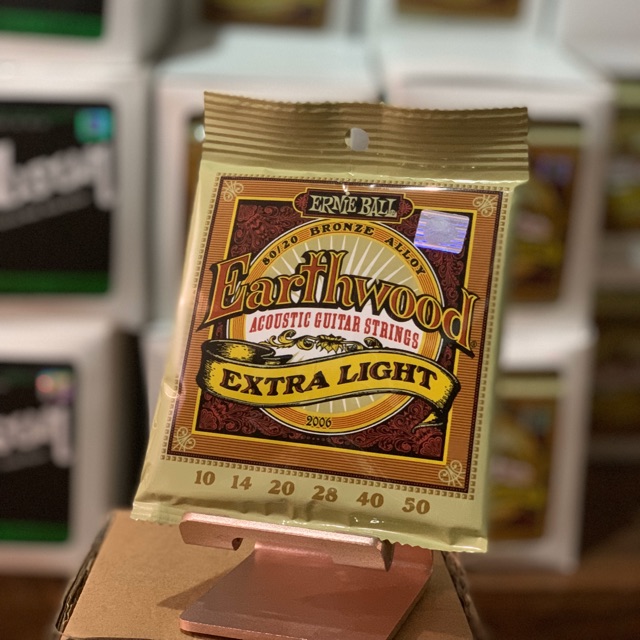 ERNIE BALL
80/20 BRONZE ALLOY
Earthwood
ACOUSTIC GUITAR STRINGS
EXTRA LIGHT
2006
10 14 20 28 40 50